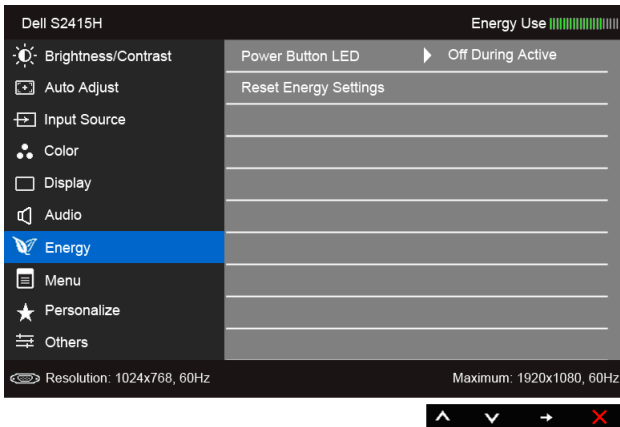 Dell S2415H Energy Use
Brightness/Contrast Power Button LED Off During Active
Auto Adjust Reset Energy Settings
Input Source
Color
Display
Audio
Energy
Menu
Personalize
Others
Resolution: 1024x768, 60Hz Maximum: 1920x1080, 60Hz